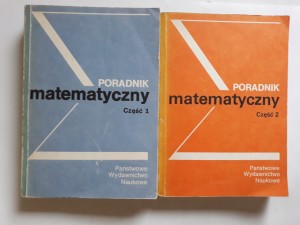 PORADNIK
matematyczny
Część 1
Państwowe
Wydawnictwo
Naukowe
PORADNIK
matematyczny
Część 2
Państwowe
Wydawnictwo
Naukowe